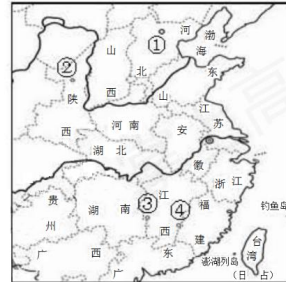 ① 河
渤
海
② 山
北
东
陕 西 山 江
西 河 南 安 苏
湖 北 徽
浙 江
贵 湖 南 ③ 江 ④ 福 钓鱼岛
州 西 建 台
湾
广 西 广 东 澎湖列岛
(日 占)